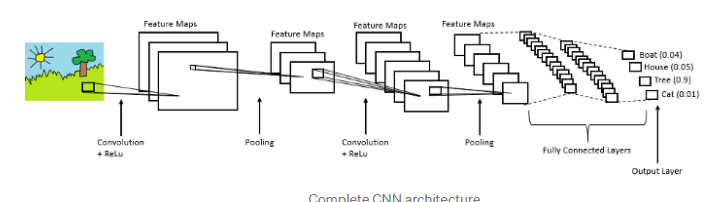 Feature Maps
Feature Maps
Feature Maps
Feature Maps
Boat (0.04)
House (0.05)
Tree (0.9)
Cat (0.01)
Convolution
+ ReLu
Pooling
Convolution
+ ReLu
Pooling
Fully Connected Layers
Output Layer
Complete CNN architecture